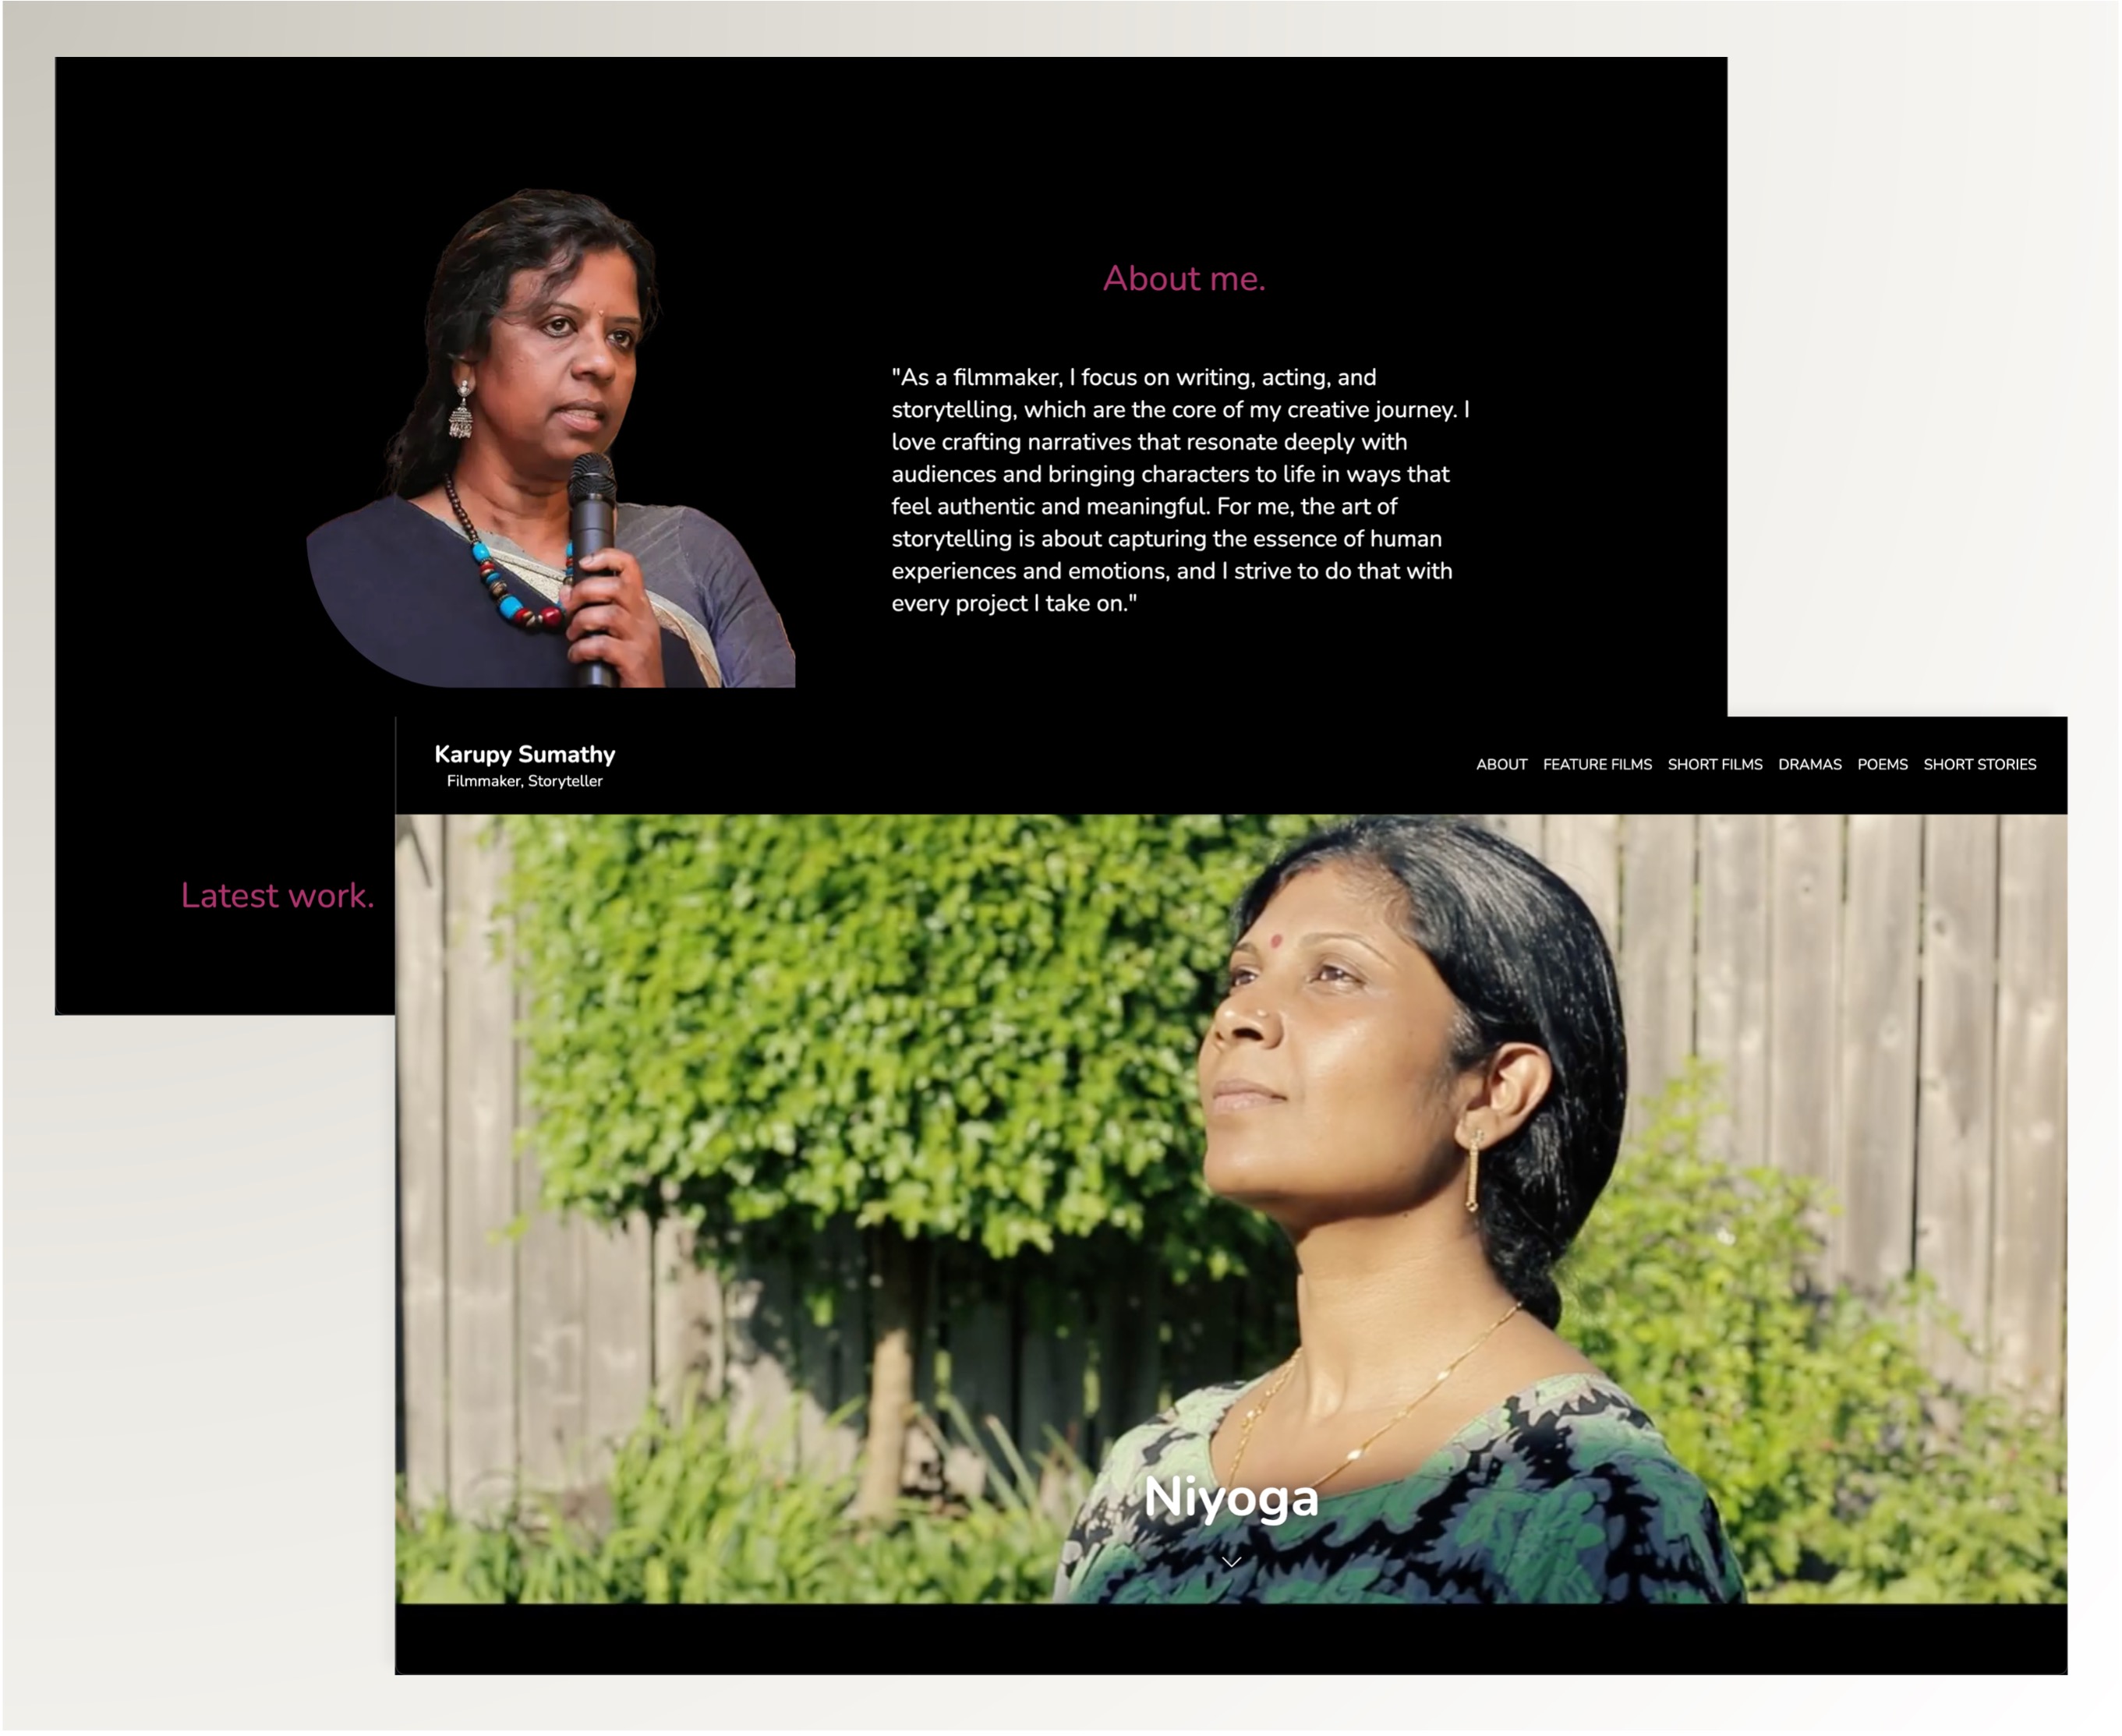 About me.
"As a filmmaker, I focus on writing, acting, and
storytelling, which are the core of my creative journey. I
love crafting narratives that resonate deeply with
audiences and bringing characters to life in ways that
feel authentic and meaningful. For me, the art of
storytelling is about capturing the essence of human
experiences and emotions, and I strive to do that with
every project I take on."
Latest work.
Karupy Sumathy
Filmmaker, Storyteller
ABOUT FEATURE FILMS SHORT FILMS DRAMAS POEMS SHORT STORIES
Niyoga